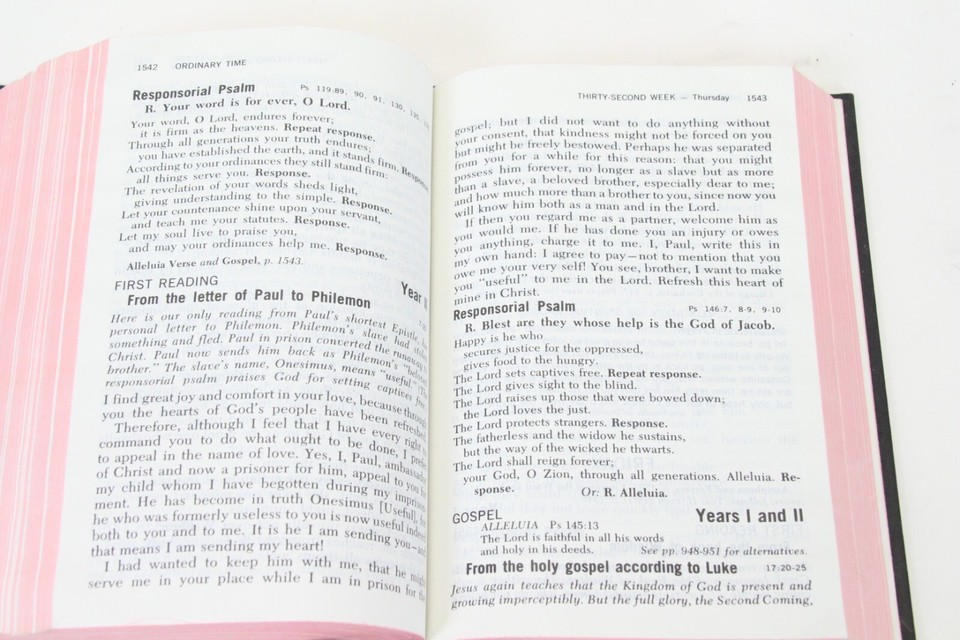 1542 ORDINARY TIME
Responsorial Psalm Ps 119:89, 90, 91, 130, 135,
R. Your word is for ever, O Lord.
Your word, O Lord, endures forever;
it is firm as the heavens. Repeat response.
Through all generations your truth endures;
you have established the earth, and it stands firm.
According to your ordinances they still stand firm:
all things serve you. Response.
The revelation of your words sheds light,
giving understanding to the simple. Response.
Let your countenance shine upon your servant,
and teach me your statutes. Response.
Let my soul live to praise you,
and may your ordinances help me. Response.
Alleluia Verse and Gospel, p. 1543.
FIRST READING
Year
From the letter of Paul to Philemon
Here is our only reading from Paul's shortest Epistle,
personal letter to Philemon. Philemon's slave had
something and fled. Paul in prison converted the runaway
Christ. Paul now sends him back as Philemon's
brother." The slave's name, Onesimus, means "useful."
responsorial psalm praises God for setting captives
I find great joy and comfort in your love, because
you the hearts of God's people have been refreshed.
Therefore, although I feel that I have every right
command you to do what ought to be done, I
to appeal in the name of love. Yes, I, Paul,
of Christ and now a prisoner for him, appeal to you
my child whom I have begotten during my
ment. He has become in truth Onesimus [Useful],
he who was formerly useless to you is now useful
both to you and to me. It is he I am sending you—
that means I am sending my heart!
I had wanted to keep him with me, that he
serve me in your place while I am in prison for
THIRTY-SECOND WEEK — Thursday 1543
gospel; but I did not want to do anything without
your consent, that kindness might not be forced on you
but might be freely bestowed. Perhaps he was separated
from you for a while for this reason: that you might
possess him forever, no longer as a slave but as more
than a slave, a beloved brother, especially dear to me;
and how much more than a brother to you, since now you
will know him both as a man and in the Lord.
If then you regard me as a partner, welcome him as
you would me. If he has done you an injury or owes
you anything, charge it to me. I, Paul, write this in
my own hand: I agree to pay—not to mention that you
owe me your very self! You see, brother, I want to make
you "useful" to me in the Lord. Refresh this heart of
mine in Christ.
Responsorial Psalm Ps 146:7, 8-9, 9-10
R. Blest are they whose help is the God of Jacob.
Happy is he who
secures justice for the oppressed,
gives food to the hungry.
The Lord sets captives free. Repeat response.
The Lord gives sight to the blind.
The Lord raises up those that were bowed down;
the Lord loves the just.
The Lord protects strangers. Response.
The fatherless and the widow he sustains,
but the way of the wicked he thwarts.
The Lord shall reign forever;
your God, O Zion, through all generations. Alleluia. Re-
sponse. Or: R. Alleluia.
GOSPEL Years I and II
ALLELUIA Ps 145:13
The Lord is faithful in all his words
and holy in his deeds. See pp. 948-951 for alternatives.
From the holy gospel according to Luke 17:20-25
Jesus again teaches that the Kingdom of God is present and
growing imperceptibly. But the full glory, the Second Coming,